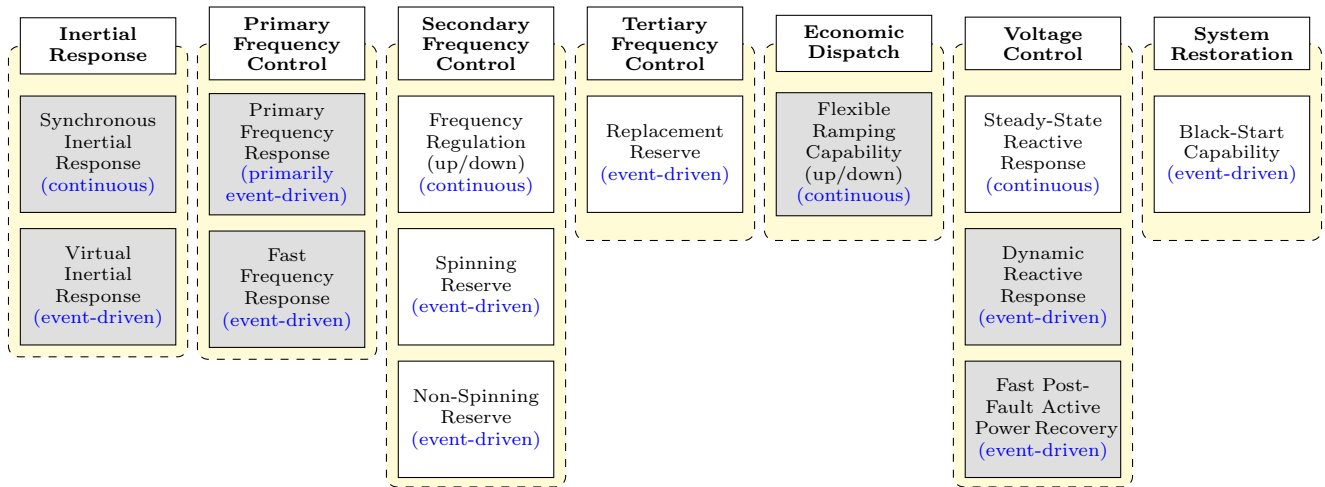 Inertial
Response
Synchronous
Inertial
Response
(continuous)
Virtual
Inertial
Response
(event-driven)
Primary
Frequency
Control
Primary
Frequency
Response
(primarily
event-driven)
Fast
Frequency
Response
(event-driven)
Secondary
Frequency
Control
Frequency
Regulation
(up/down)
(continuous)
Spinning
Reserve
(event-driven)
Non-Spinning
Reserve
(event-driven)
Tertiary
Frequency
Control
Replacement
Reserve
(event-driven)
Economic
Dispatch
Flexible
Ramping
Capability
(up/down)
(continuous)
Voltage
Control
Steady-State
Reactive
Response
(continuous)
Dynamic
Reactive
Response
(event-driven)
Fast Post-
Fault Active
Power Recovery
(event-driven)
System
Restoration
Black-Start
Capability
(event-driven)